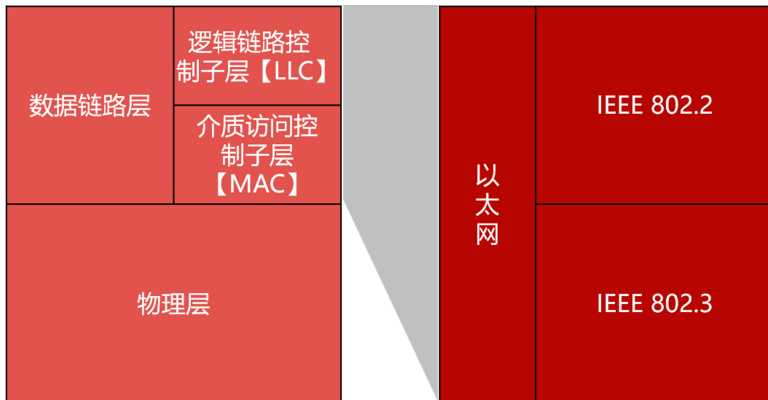 数据链路层
逻辑链路控
制子层【LLC】
介质访问控
制子层
【MAC】
物理层
以
太
网
IEEE 802.2
IEEE 802.3